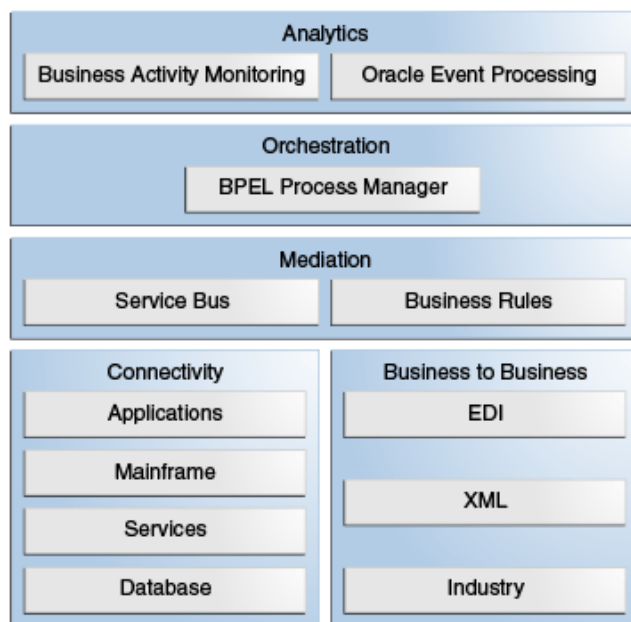 Analytics
Business Activity Monitoring
Oracle Event Processing
Orchestration
BPEL Process Manager
Mediation
Service Bus
Business Rules
Connectivity
Applications
Mainframe
Services
Database
Business to Business
EDI
XML
Industry